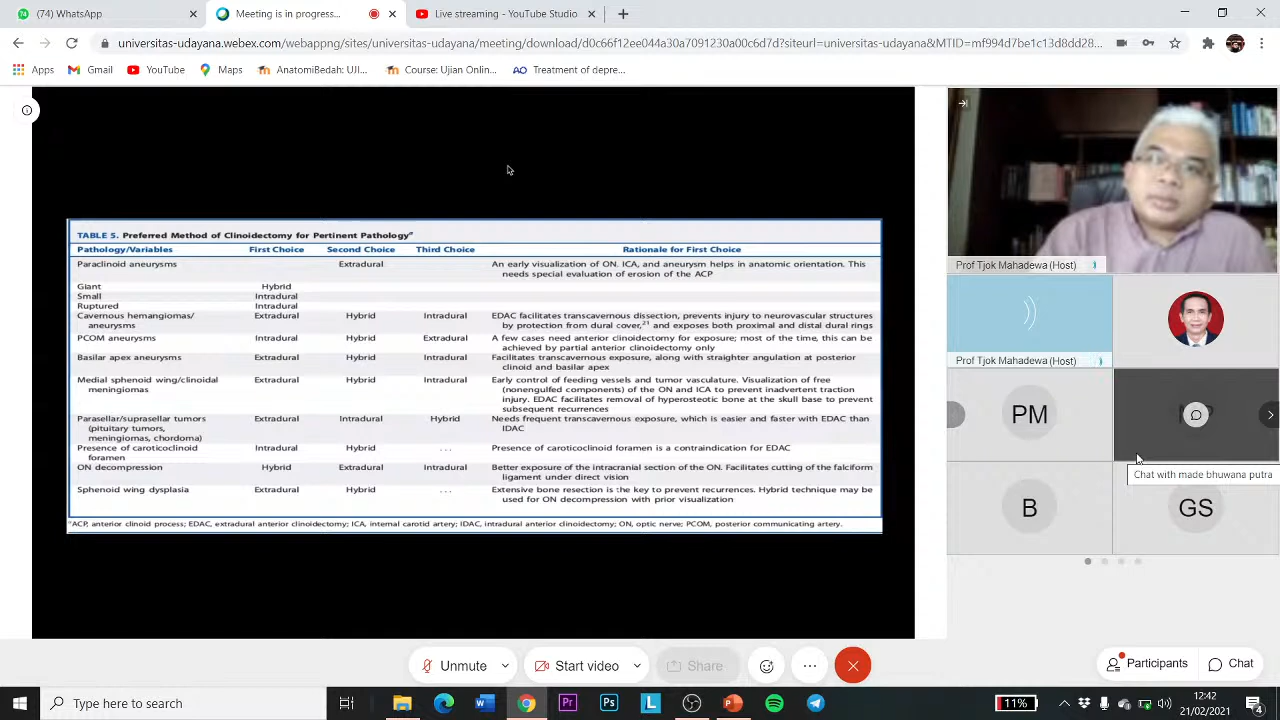 74
(74) WhatsApp
Meeting is in progress...
Live streaming - YouTube Studio
universitas-udayana.webex.com/webappng/sites/universitas-udayana/meeting/download/d0c66f12ee044a30a7091230a00c6d7?siteurl=universitas-udayana&MTID=mf994d7be1c13d8dd28...
Apps
Gmail
YouTube
Maps
AnatomiBedah: UJI...
Course: Ujian Onlin...
Treatment of depre...
TABLE 5. Preferred Method of Clinoidectomy for Pertinent Pathologyᵃ
Pathology/Variables First Choice Second Choice Third Choice Rationale for First Choice
Paraclinoid aneurysms Extradural An early visualization of ON, ICA, and aneurysm helps in anatomic orientation. This
needs special evaluation of erosion of the ACP
Giant Hybrid
Small Intradural
Ruptured Intradural
Cavernous hemangiomas/ Extradural Hybrid Intradural EDAC facilitates transcavernous dissection, prevents injury to neurovascular structures
aneurysms by protection from dural cover,²¹ and exposes both proximal and distal dural rings
PCOM aneurysms Intradural Hybrid Extradural A few cases need anterior clinoidectomy for exposure; most of the time, this can be
achieved by partial anterior clinoidectomy only
Basilar apex aneurysms Extradural Hybrid Intradural Facilitates transcavernous exposure, along with straighter angulation at posterior
clinoid and basilar apex
Medial sphenoid wing/clinoidal Extradural Hybrid Intradural Early control of feeding vessels and tumor vasculature. Visualization of free
meningiomas (nonengulfed components) of the ON and ICA to prevent inadvertent traction
injury. EDAC facilitates removal of hyperosteotic bone at the skull base to prevent
subsequent recurrences
Parasellar/suprasellar tumors Extradural Intradural Hybrid Needs frequent transcavernous exposure, which is easier and faster with EDAC than
(pituitary tumors, IDAC
meningiomas, chordoma)
Presence of caroticoclinoid Intradural Hybrid ... Presence of caroticoclinoid foramen is a contraindication for EDAC
foramen
ON decompression Hybrid Extradural Intradural Better exposure of the intracranial section of the ON. Facilitates cutting of the falciform
ligament under direct vision
Sphenoid wing dysplasia Extradural Hybrid ... Extensive bone resection is the key to prevent recurrences. Hybrid technique may be
used for ON decompression with prior visualization
ᵃACP, anterior clinoid process; EDAC, extradural anterior clinoidectomy; ICA, internal carotid artery; IDAC, intradural anterior clinoidectomy; ON, optic nerve; PCOM, posterior communicating artery.
Prof Tjok Mahadewa (Host)
Prof Tjok Mahadewa (Host)
PM
Chat with made bhuwana putra
B
GS
Unmute
Start video
Share
Participants
Chat
Type here to search
11%
12:42
21/02/2021
4